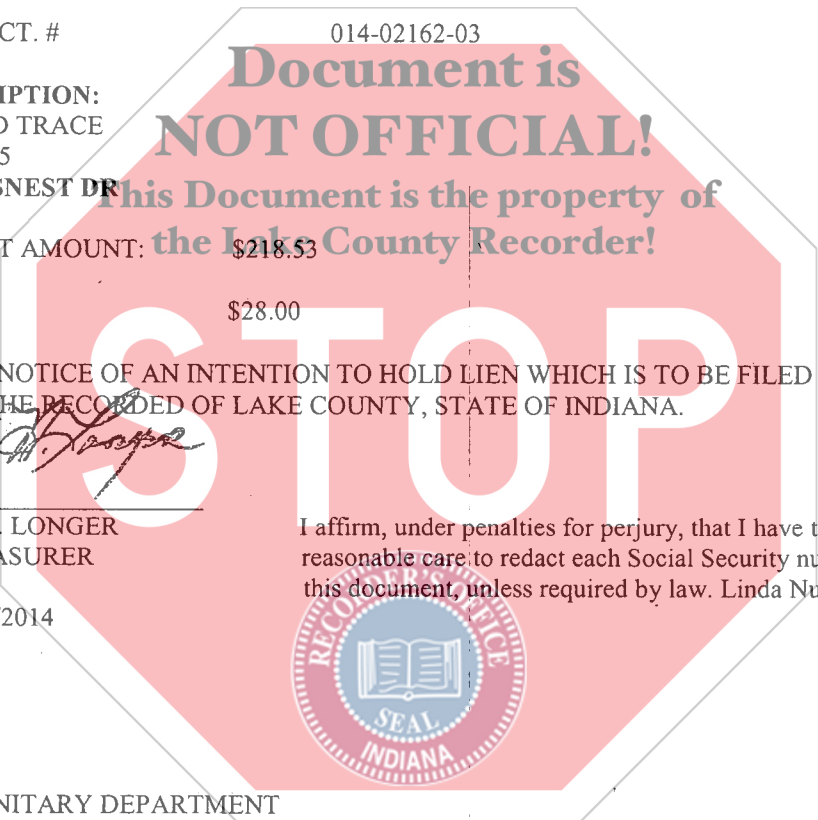 CT. # 014-02162-03
Document is
IPTION:
NOT OFFICIAL!
D TRACE
5
SNEST DR
This Document is the property of
T AMOUNT: $218.53
the Lake County Recorder!
$28.00
STOP
NOTICE OF AN INTENTION TO HOLD LIEN WHICH IS TO BE FILED
HE RECORDED OF LAKE COUNTY, STATE OF INDIANA.
. LONGER
I affirm, under penalties for perjury, that I have t
ASURER
reasonable care to redact each Social Security nu
this document, unless required by law. Linda Nu
/2014
RECORDER'S OFFICE
SEAL
INDIANA
NITARY DEPARTMENT